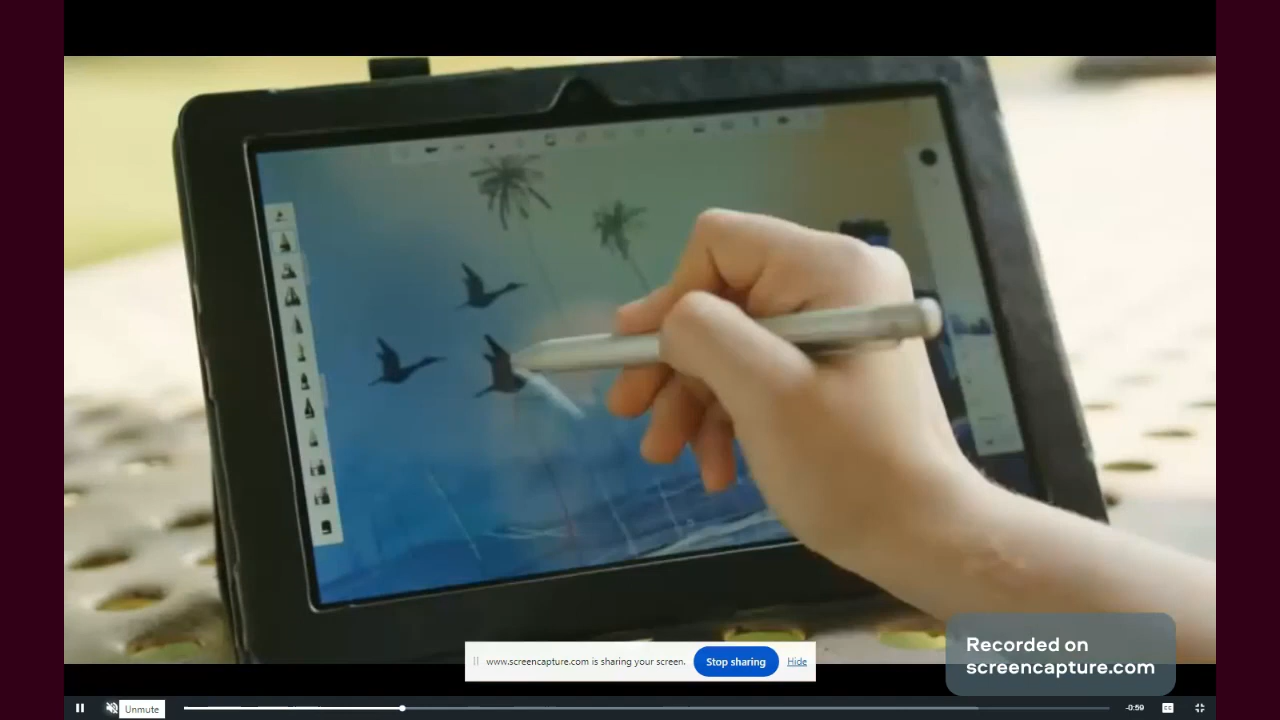 www.screencapture.com is sharing your screen. Stop sharing Hide
Recorded on
screencapture.com
Unmute
-0:59